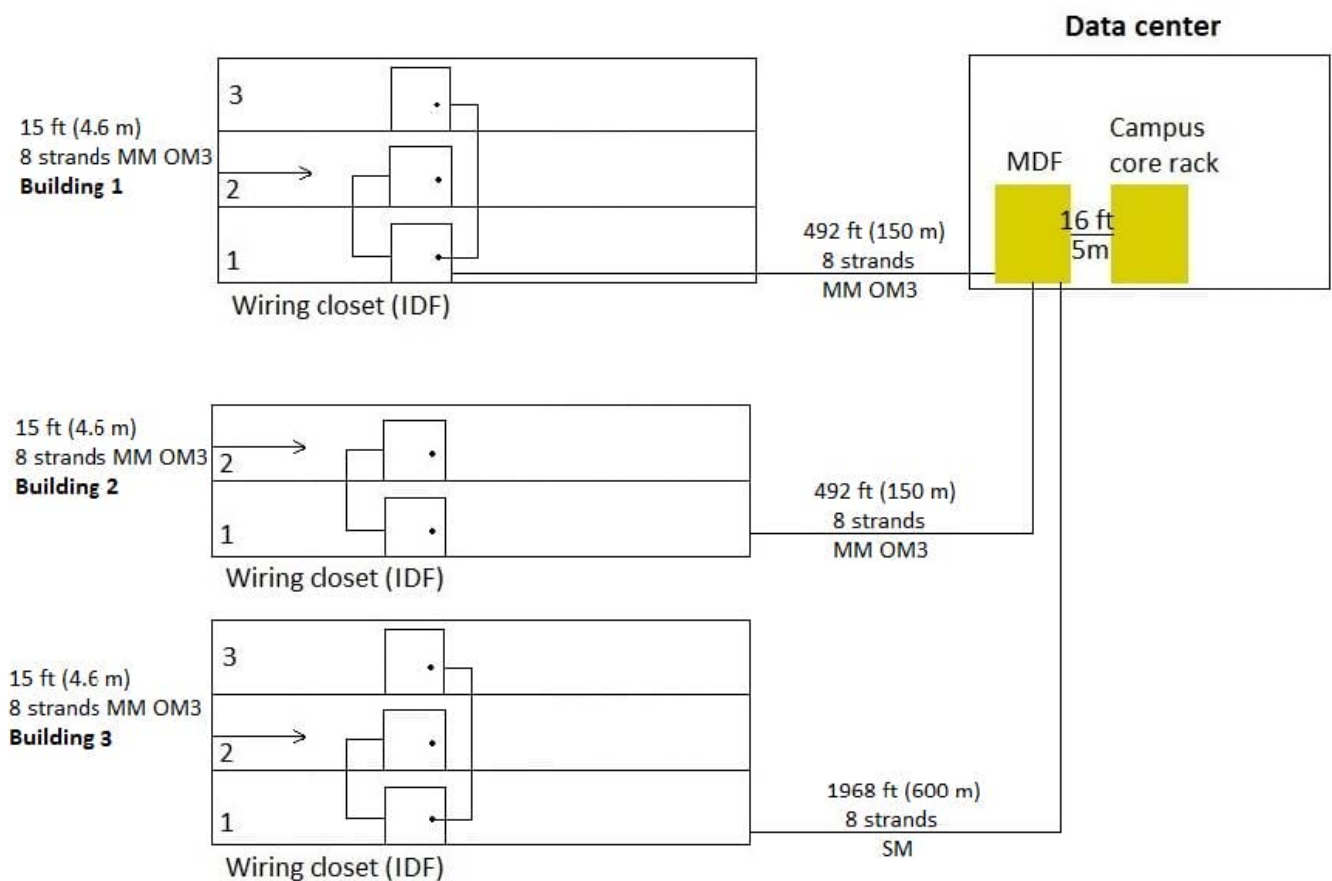 Data center
MDF
Campus
core rack
16 ft
5m
15 ft (4.6 m)
8 strands MM OM3
Building 1
3
2
1
Wiring closet (IDF)
492 ft (150 m)
8 strands
MM OM3
15 ft (4.6 m)
8 strands MM OM3
Building 2
2
1
Wiring closet (IDF)
492 ft (150 m)
8 strands
MM OM3
15 ft (4.6 m)
8 strands MM OM3
Building 3
3
2
1
Wiring closet (IDF)
1968 ft (600 m)
8 strands
SM